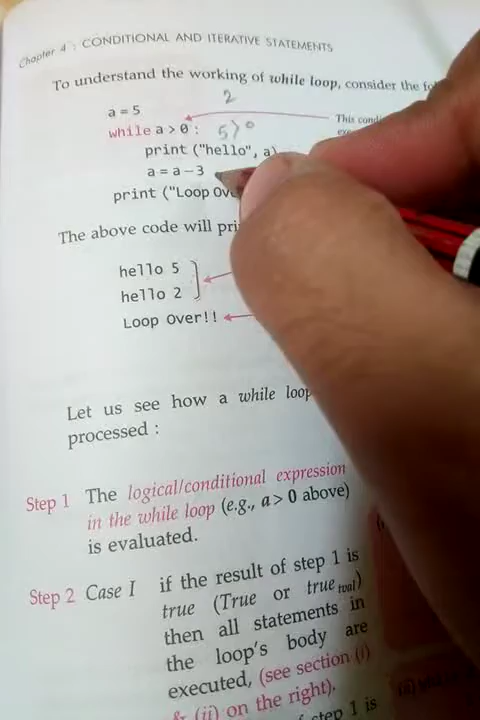 Chapter 4 : CONDITIONAL AND ITERATIVE STATEMENTS
To understand the working of while loop, consider the
2
a = 5
This
while a > 0 : 5>0
print ("hello", a)
a = a - 3
print ("Loop
The above code will
hello 5
hello 2
Loop Over!!
Let us see how a while loop
processed :
Step 1 The logical/conditional expression
in the while loop (e.g., a > 0 above)
is evaluated.
Step 2 Case I if the result of step 1 is
true (True or true tval)
then all statements in
the loop's body are
executed, (see section (i)
& (ii) on the right).
step 1 is